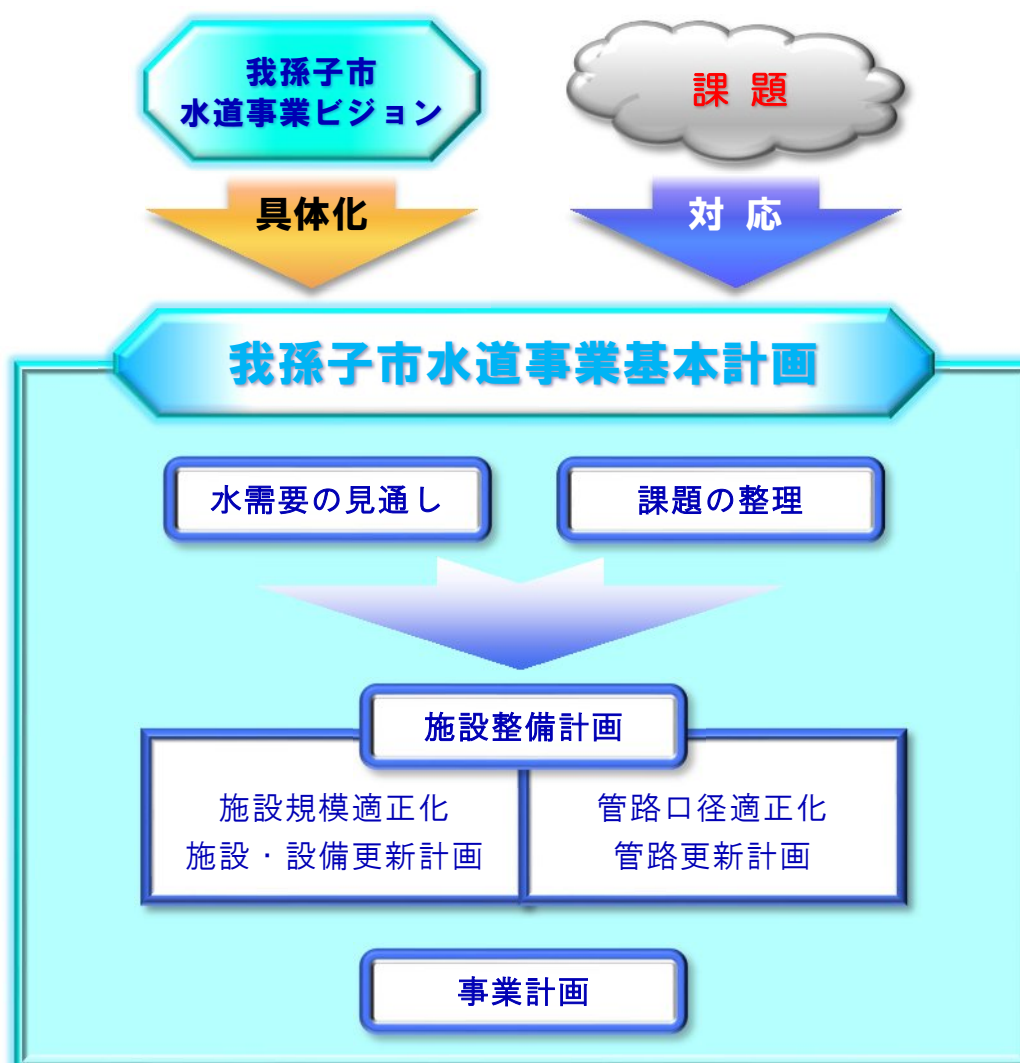 我孫子市
水道事業ビジョン
課 題
具体化
対 応
我孫子市水道事業基本計画
水需要の見通し
課題の整理
施設整備計画
施設規模適正化
施設・設備更新計画
管路口径適正化
管路更新計画
事業計画